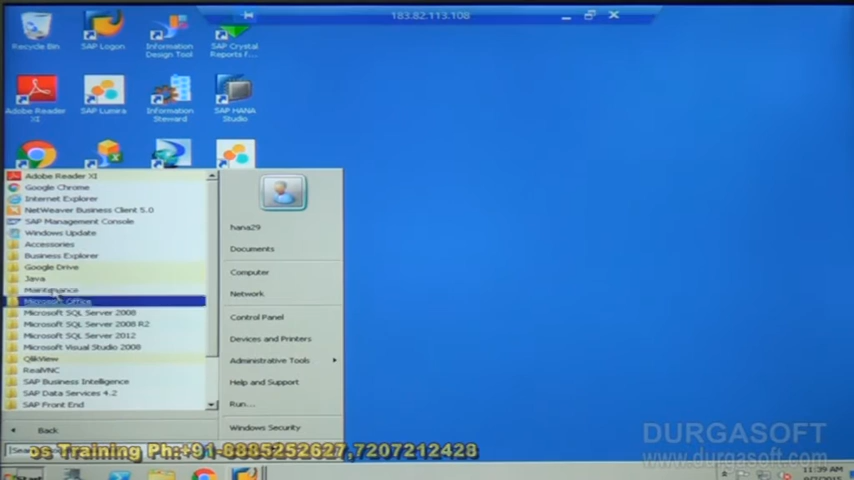 183.82.113.108
Recycle Bin
SAP Logon
Information
Design Tool
SAP Crystal
Reports f...
Adobe Reader
XI
SAP Lumira
Information
Steward
SAP HANA
Studio
Adobe Reader XI
Google Chrome
Internet Explorer
NetWeaver Business Client 5.0
SAP Management Console
Windows Update
Accessories
Business Explorer
Google Drive
Java
Maintenance
Microsoft Office
Microsoft SQL Server 2008
Microsoft SQL Server 2008 R2
Microsoft SQL Server 2012
Microsoft Visual Studio 2008
QlikView
RealVNC
SAP Business Intelligence
SAP Data Services 4.2
SAP Front End
Back
hana29
Documents
Computer
Network
Control Panel
Devices and Printers
Administrative Tools
Help and Support
Run...
Windows Security
os Training Ph:+91-8885252627,7207212428
DURGASOFT
www.durgasoft.com
11:39 AM